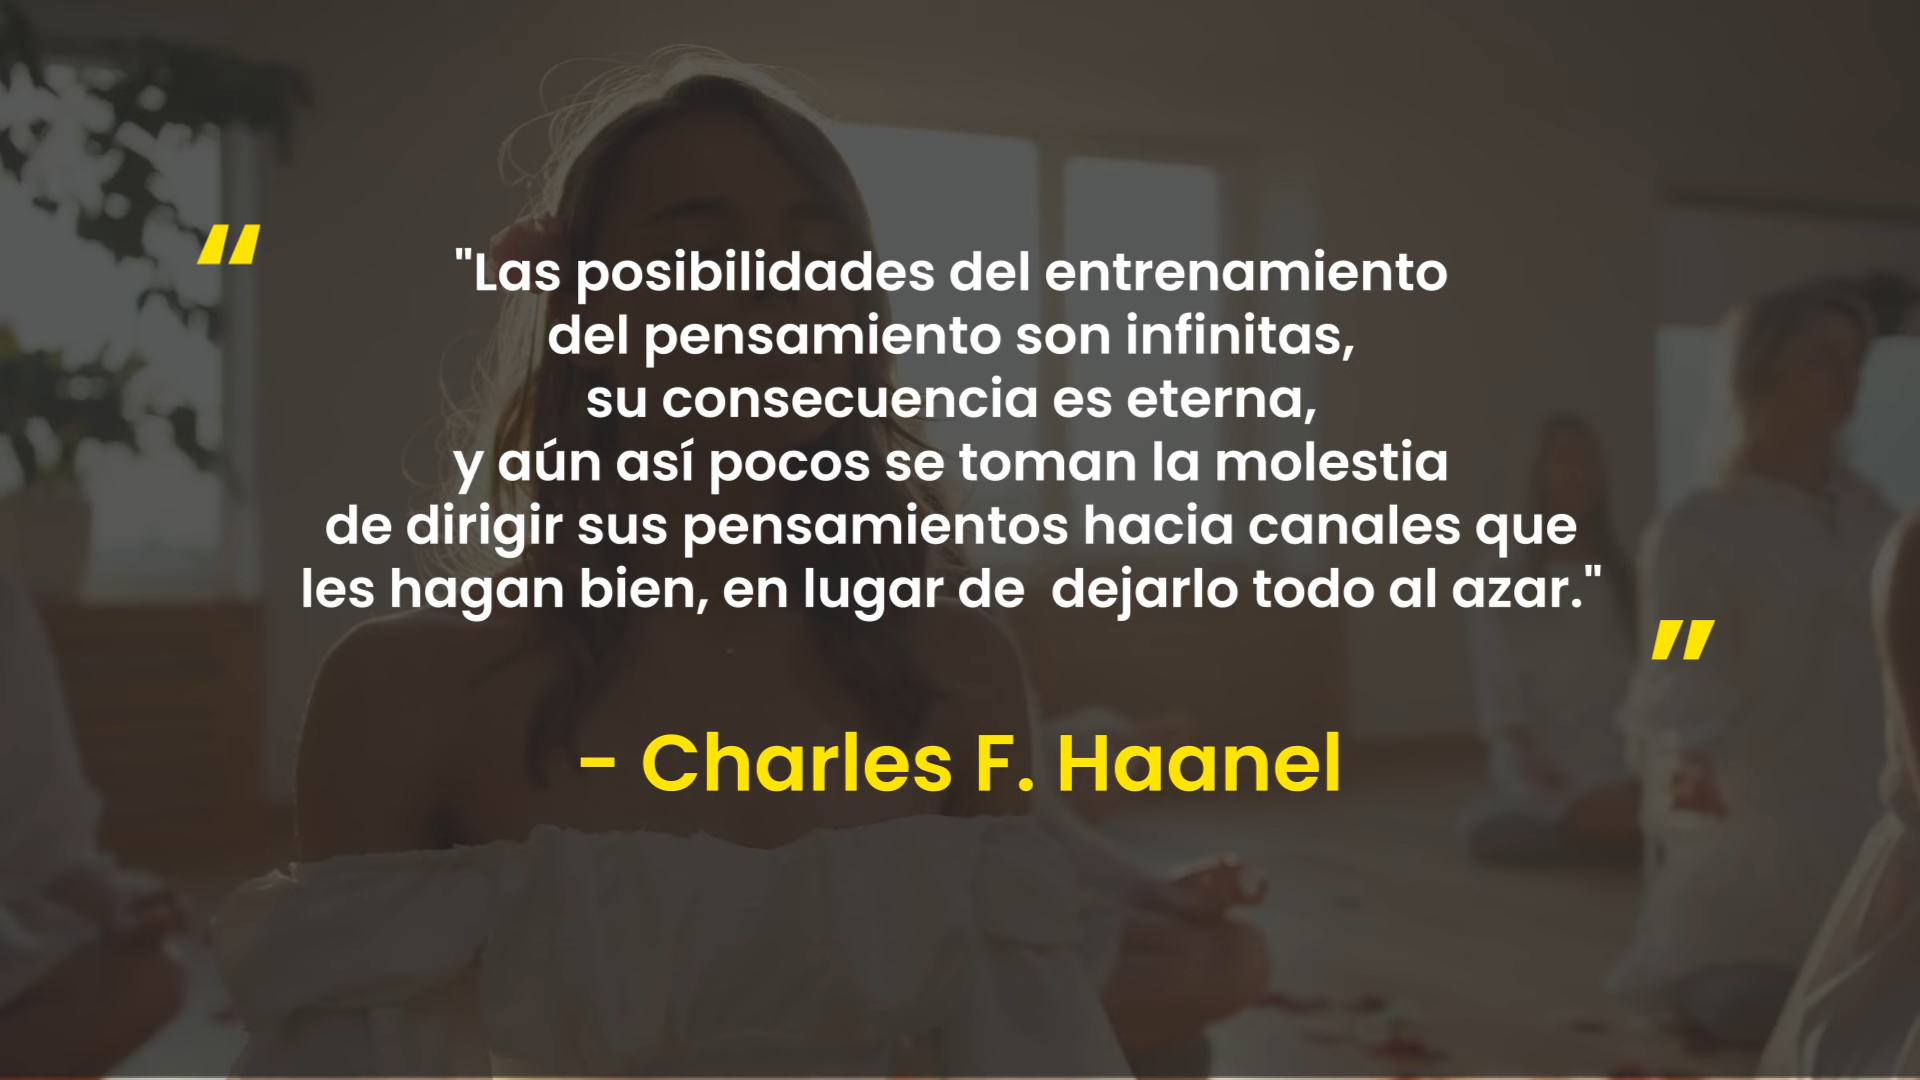 “
"Las posibilidades del entrenamiento
del pensamiento son infinitas,
su consecuencia es eterna,
y aún así pocos se toman la molestia
de dirigir sus pensamientos hacia canales que
les hagan bien, en lugar de  dejarlo todo al azar."
”
- Charles F. Haanel